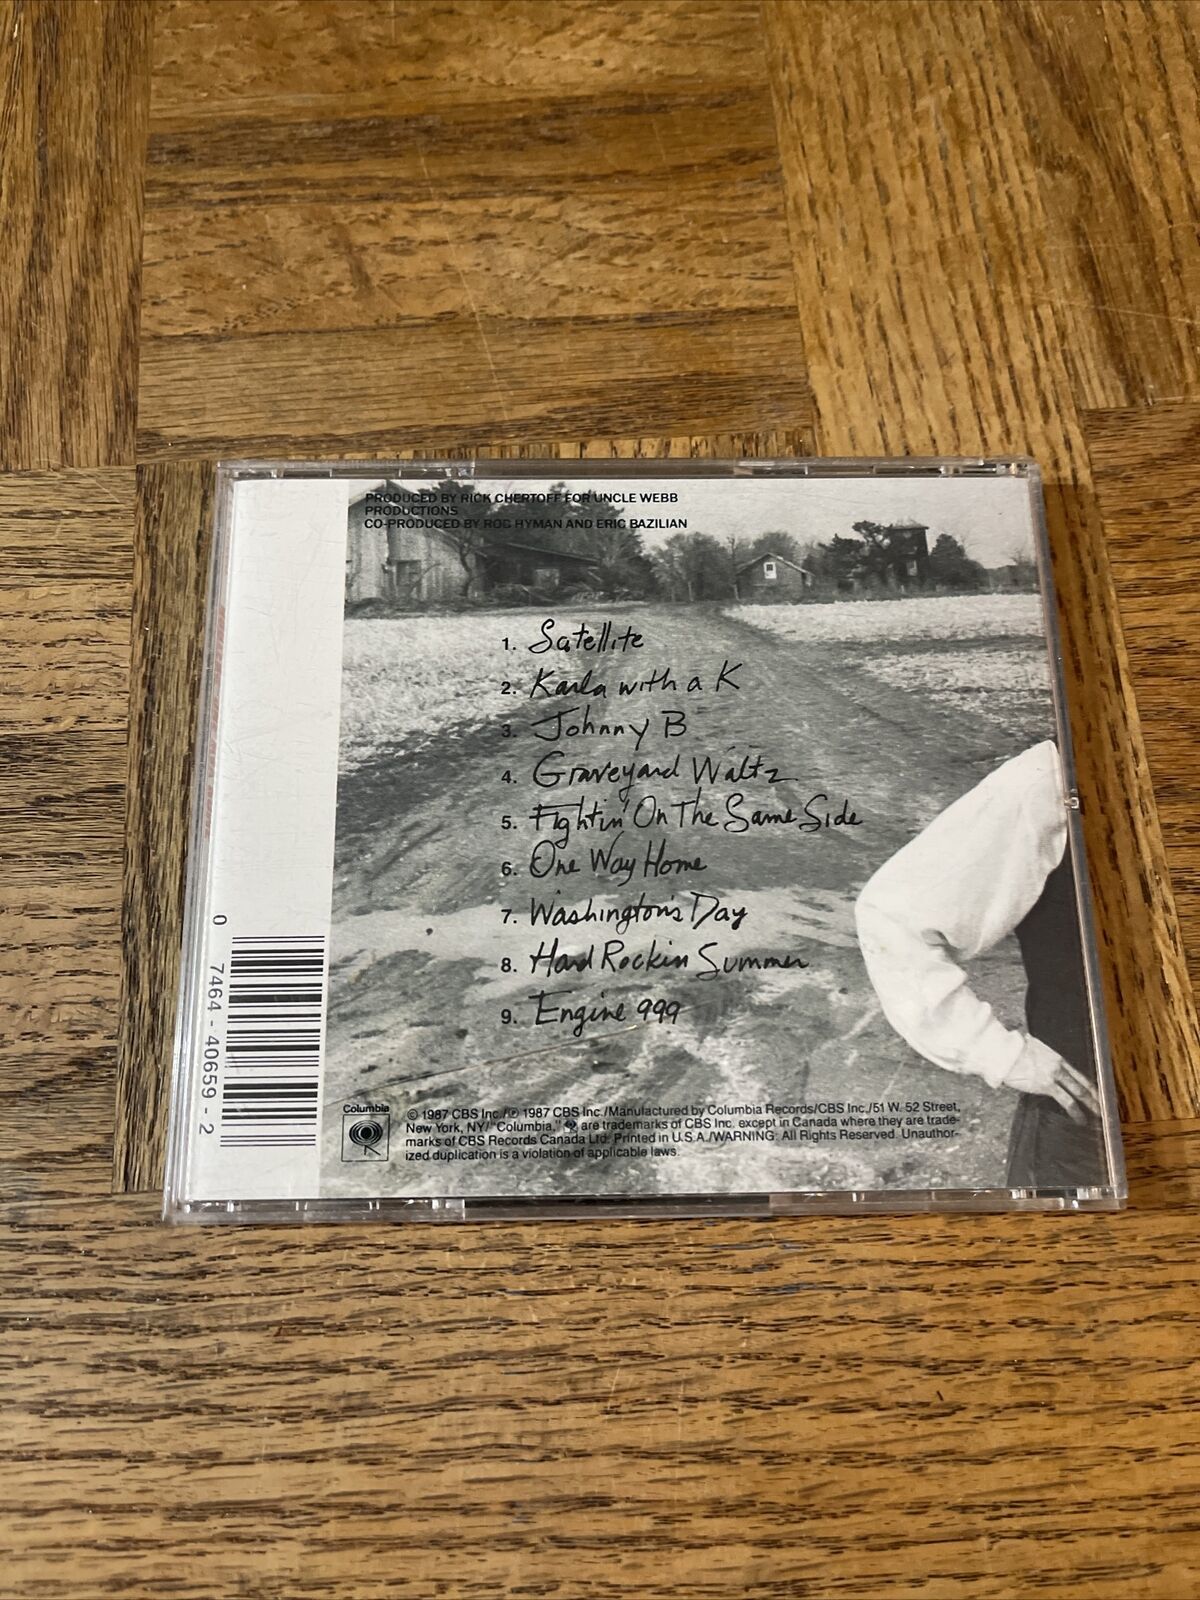 PRODUCED BY RICK CHERTOFF FOR UNCLE WEBB
PRODUCTIONS
CO-PRODUCED BY ROB HYMAN AND ERIC BAZILIAN
1. Satellite
2. Karla with a K
3. Johnny B
4. Graveyard Waltz
5. Fightin' On The Same Side
6. One Way Home
7. Washington's Day
8. Hard Rockin Summer
9. Engine 999
0 7464-40659-2
Columbia
© 1987 CBS Inc./℗ 1987 CBS Inc./Manufactured by Columbia Records/CBS Inc./51 W. 52 Street,
New York, NY/"Columbia," are trademarks of CBS Inc. except in Canada where they are trade-
marks of CBS Records Canada Ltd. Printed in U.S.A./WARNING: All Rights Reserved. Unauthor-
ized duplication is a violation of applicable laws.